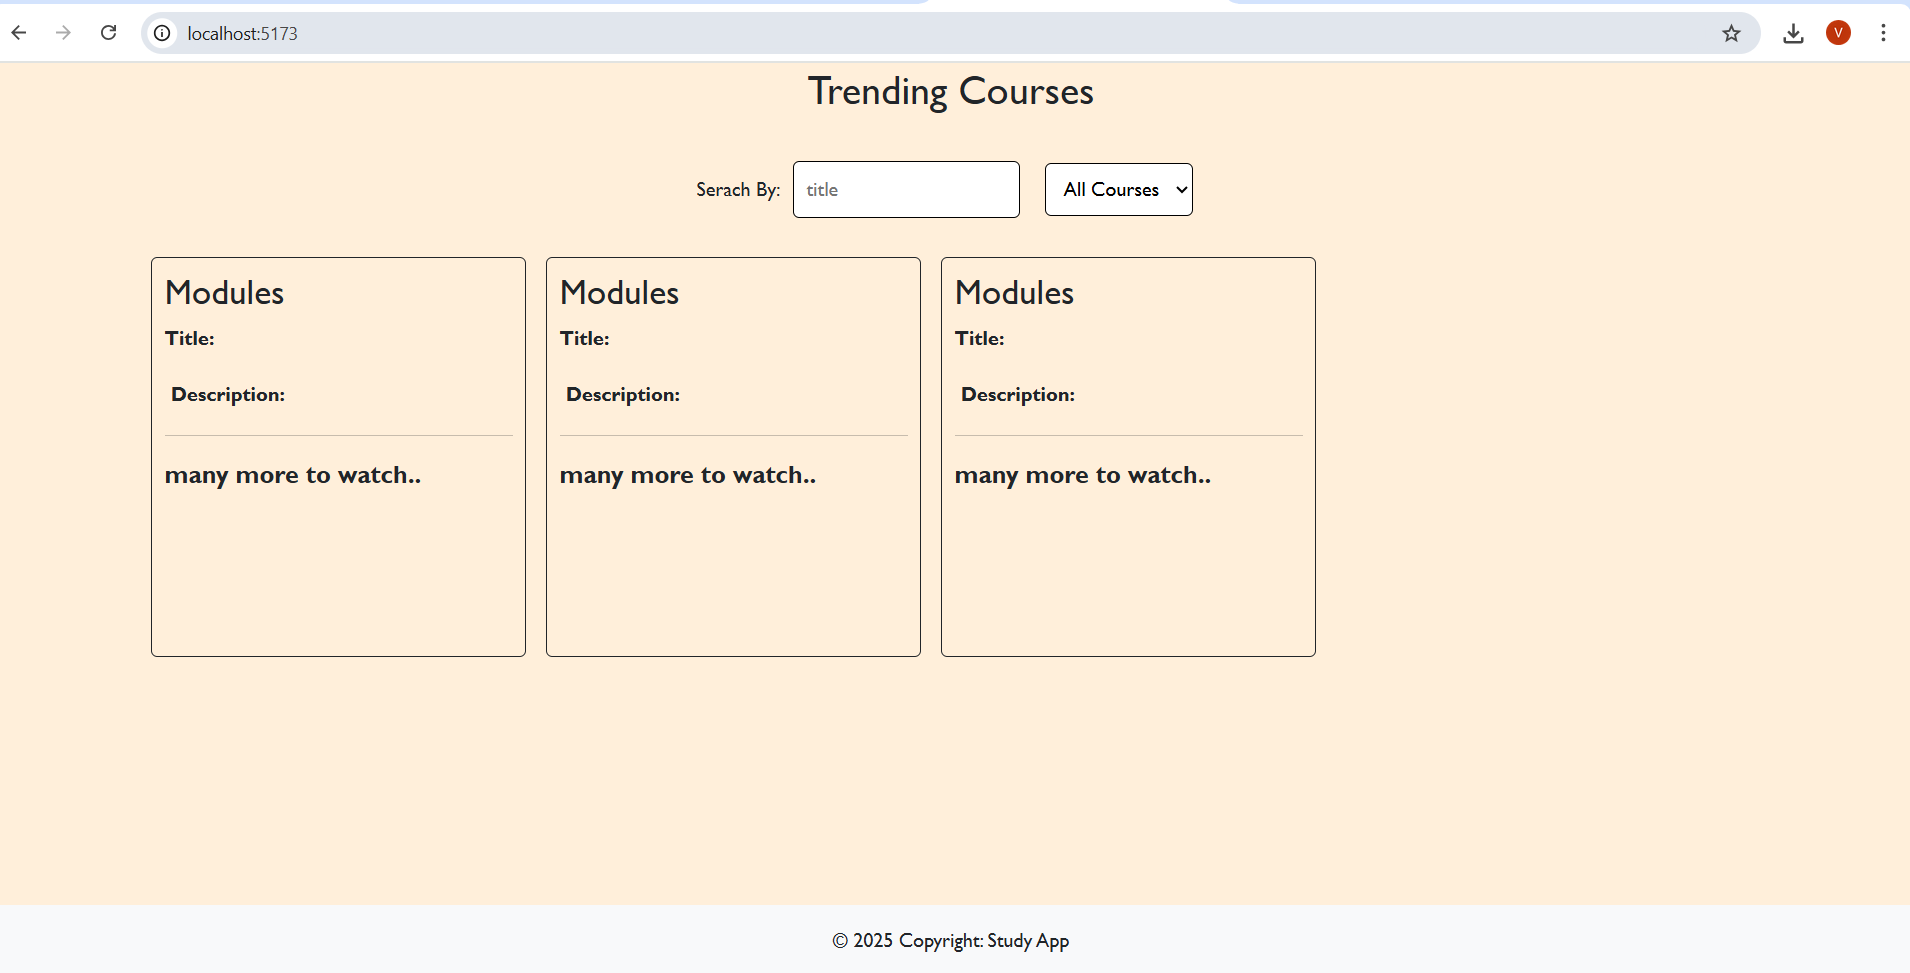 localhost:5173
V
Trending Courses
Serach By: title All Courses
Modules Modules Modules
Title: Title: Title:
Description: Description: Description:
many more to watch.. many more to watch.. many more to watch..
© 2025 Copyright: Study App